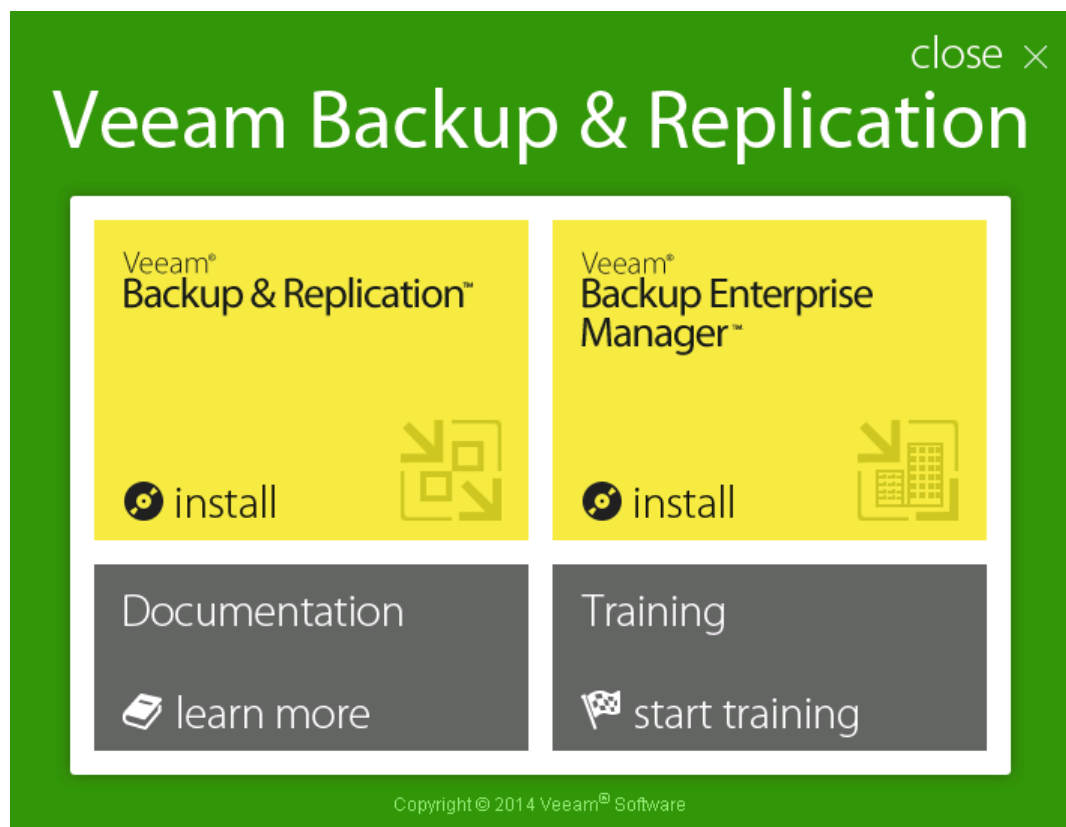 close ×
Veeam Backup & Replication
Veeam®
Backup & Replication™
install
Veeam®
Backup Enterprise
Manager™
install
Documentation
learn more
Training
start training
Copyright © 2014 Veeam® Software